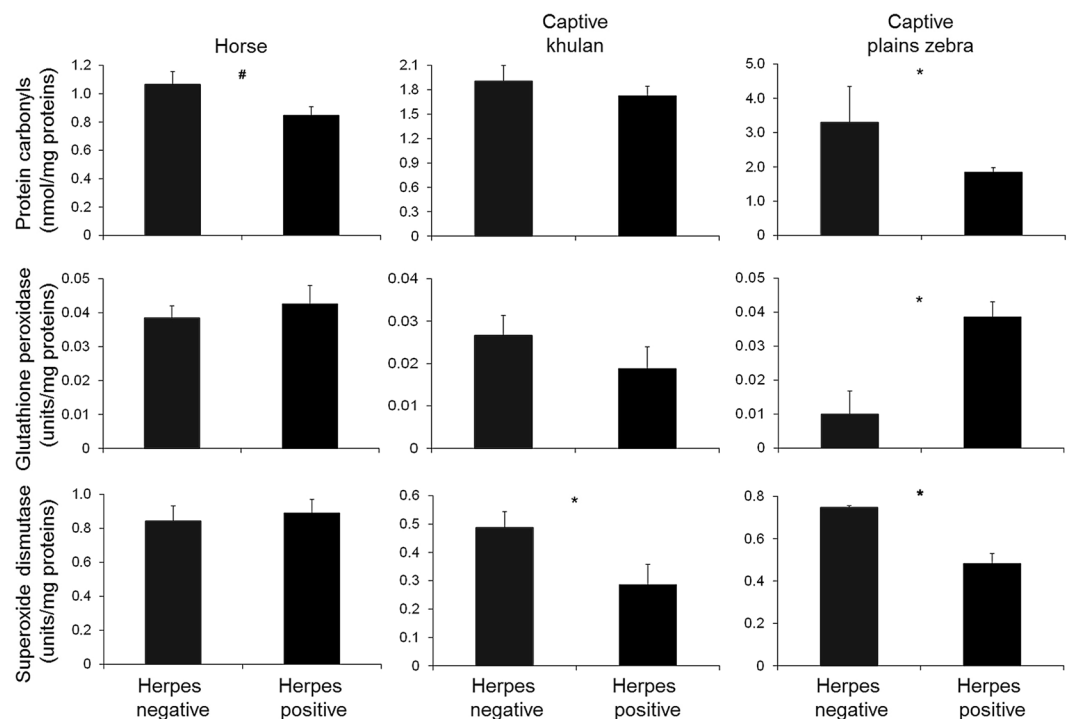 Horse
Captive
khulan
Captive
plains zebra
Protein carbonyls
(nmol/mg proteins)
1.2
1.0
0.8
0.6
0.4
0.2
0
#
2.1
1.8
1.5
1.2
0.9
0.6
0.3
0
5.0
4.0
3.0
2.0
1.0
0
*
Glutathione peroxidase
(units/mg proteins)
0.05
0.04
0.03
0.02
0.01
0
0.04
0.03
0.02
0.01
0
0.05
0.04
0.03
0.02
0.01
0
*
Superoxide dismutase
(units/mg proteins)
1.0
0.8
0.6
0.4
0.2
0
0.6
0.5
0.4
0.3
0.2
0.1
0
*
0.8
0.6
0.4
0.2
0
*
Herpes
negative
Herpes
positive
Herpes
negative
Herpes
positive
Herpes
negative
Herpes
positive